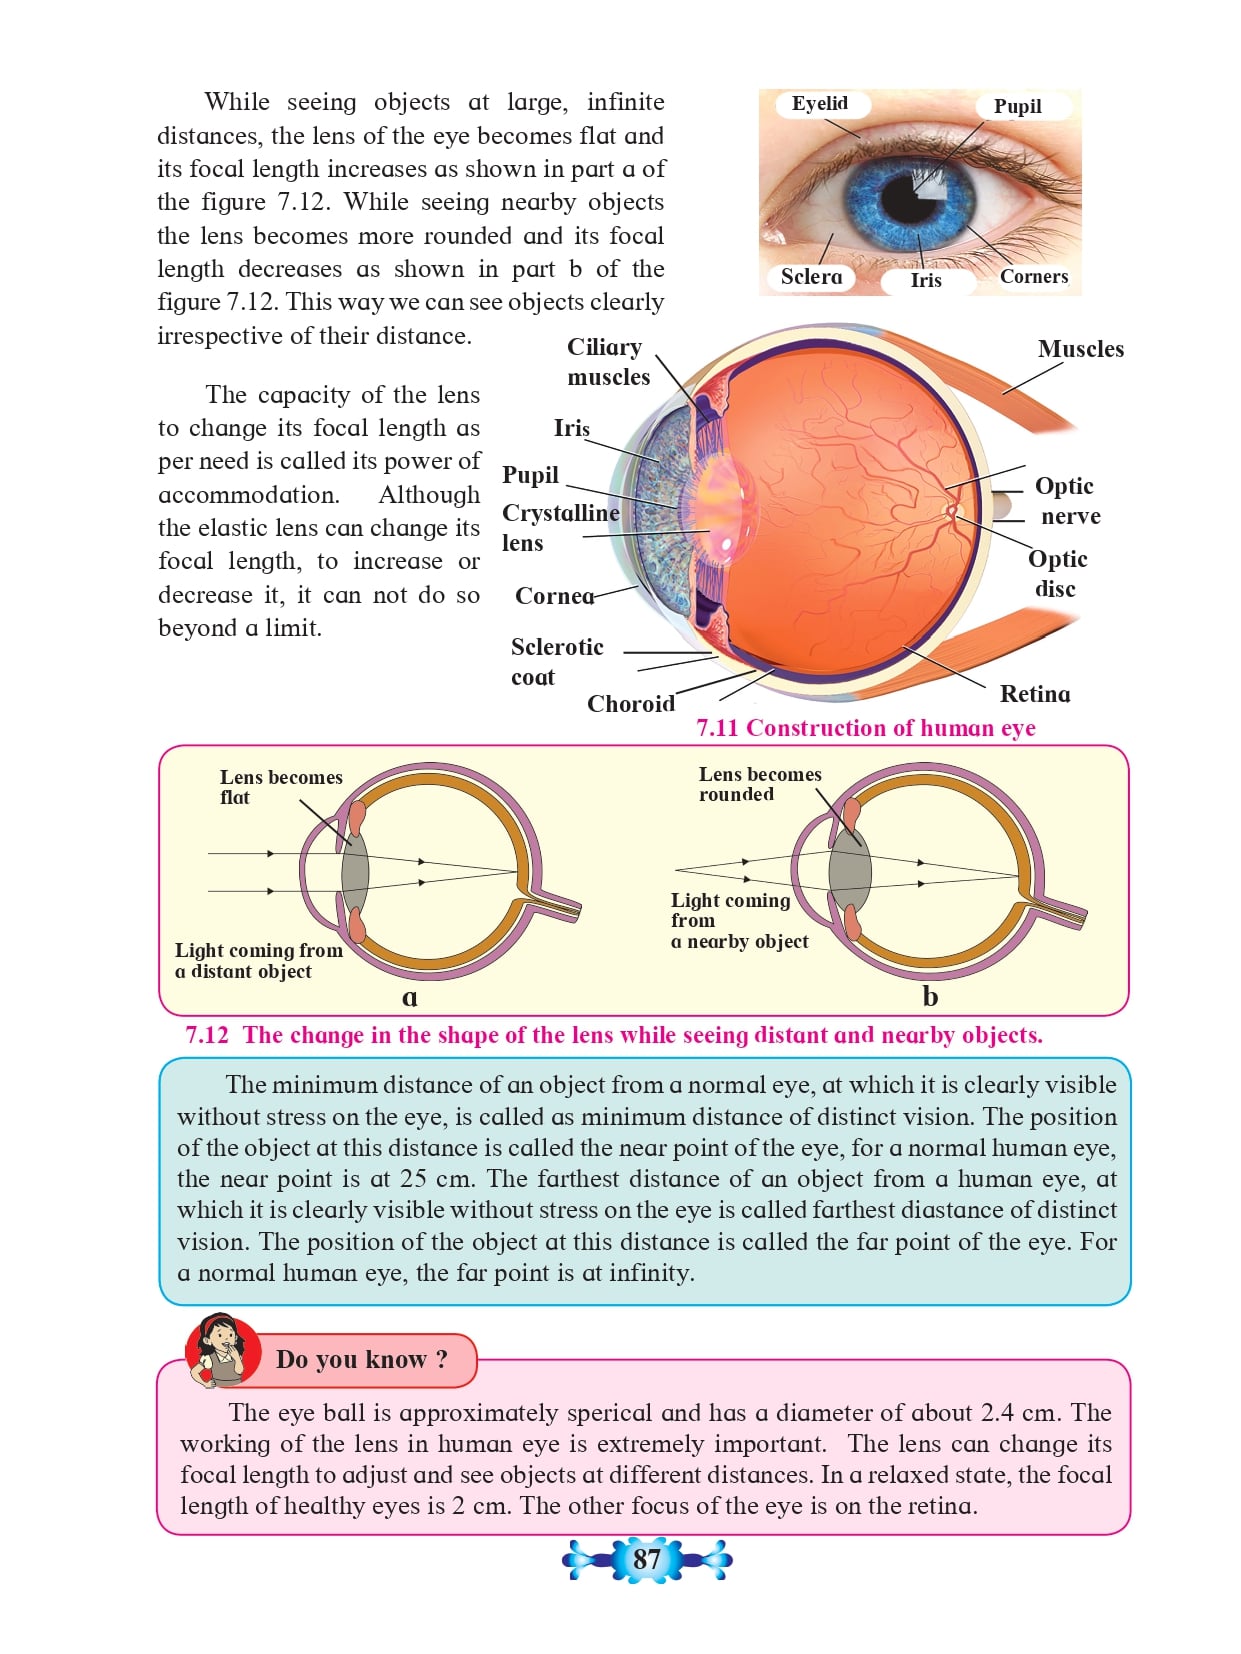 While seeing objects at large, infinite
distances, the lens of the eye becomes flat and
its focal length increases as shown in part a of
the figure 7.12. While seeing nearby objects
the lens becomes more rounded and its focal
length decreases as shown in part b of the
figure 7.12. This way we can see objects clearly
irrespective of their distance.
The capacity of the lens
to change its focal length as
per need is called its power of
accommodation. Although
the elastic lens can change its
focal length, to increase or
decrease it, it can not do so
beyond a limit.
Eyelid
Pupil
Sclera
Iris
Corners
Ciliary
muscles
Iris
Pupil
Crystalline
lens
Cornea
Sclerotic
coat
Choroid
Muscles
Optic
nerve
Optic
disc
Retina
7.11 Construction of human eye
Lens becomes
flat
Light coming from
a distant object
a
Lens becomes
rounded
Light coming
from
a nearby object
b
7.12 The change in the shape of the lens while seeing distant and nearby objects.
The minimum distance of an object from a normal eye, at which it is clearly visible
without stress on the eye, is called as minimum distance of distinct vision. The position
of the object at this distance is called the near point of the eye, for a normal human eye,
the near point is at 25 cm. The farthest distance of an object from a human eye, at
which it is clearly visible without stress on the eye is called farthest diastance of distinct
vision. The position of the object at this distance is called the far point of the eye. For
a normal human eye, the far point is at infinity.
Do you know ?
The eye ball is approximately sperical and has a diameter of about 2.4 cm. The
working of the lens in human eye is extremely important. The lens can change its
focal length to adjust and see objects at different distances. In a relaxed state, the focal
length of healthy eyes is 2 cm. The other focus of the eye is on the retina.
87